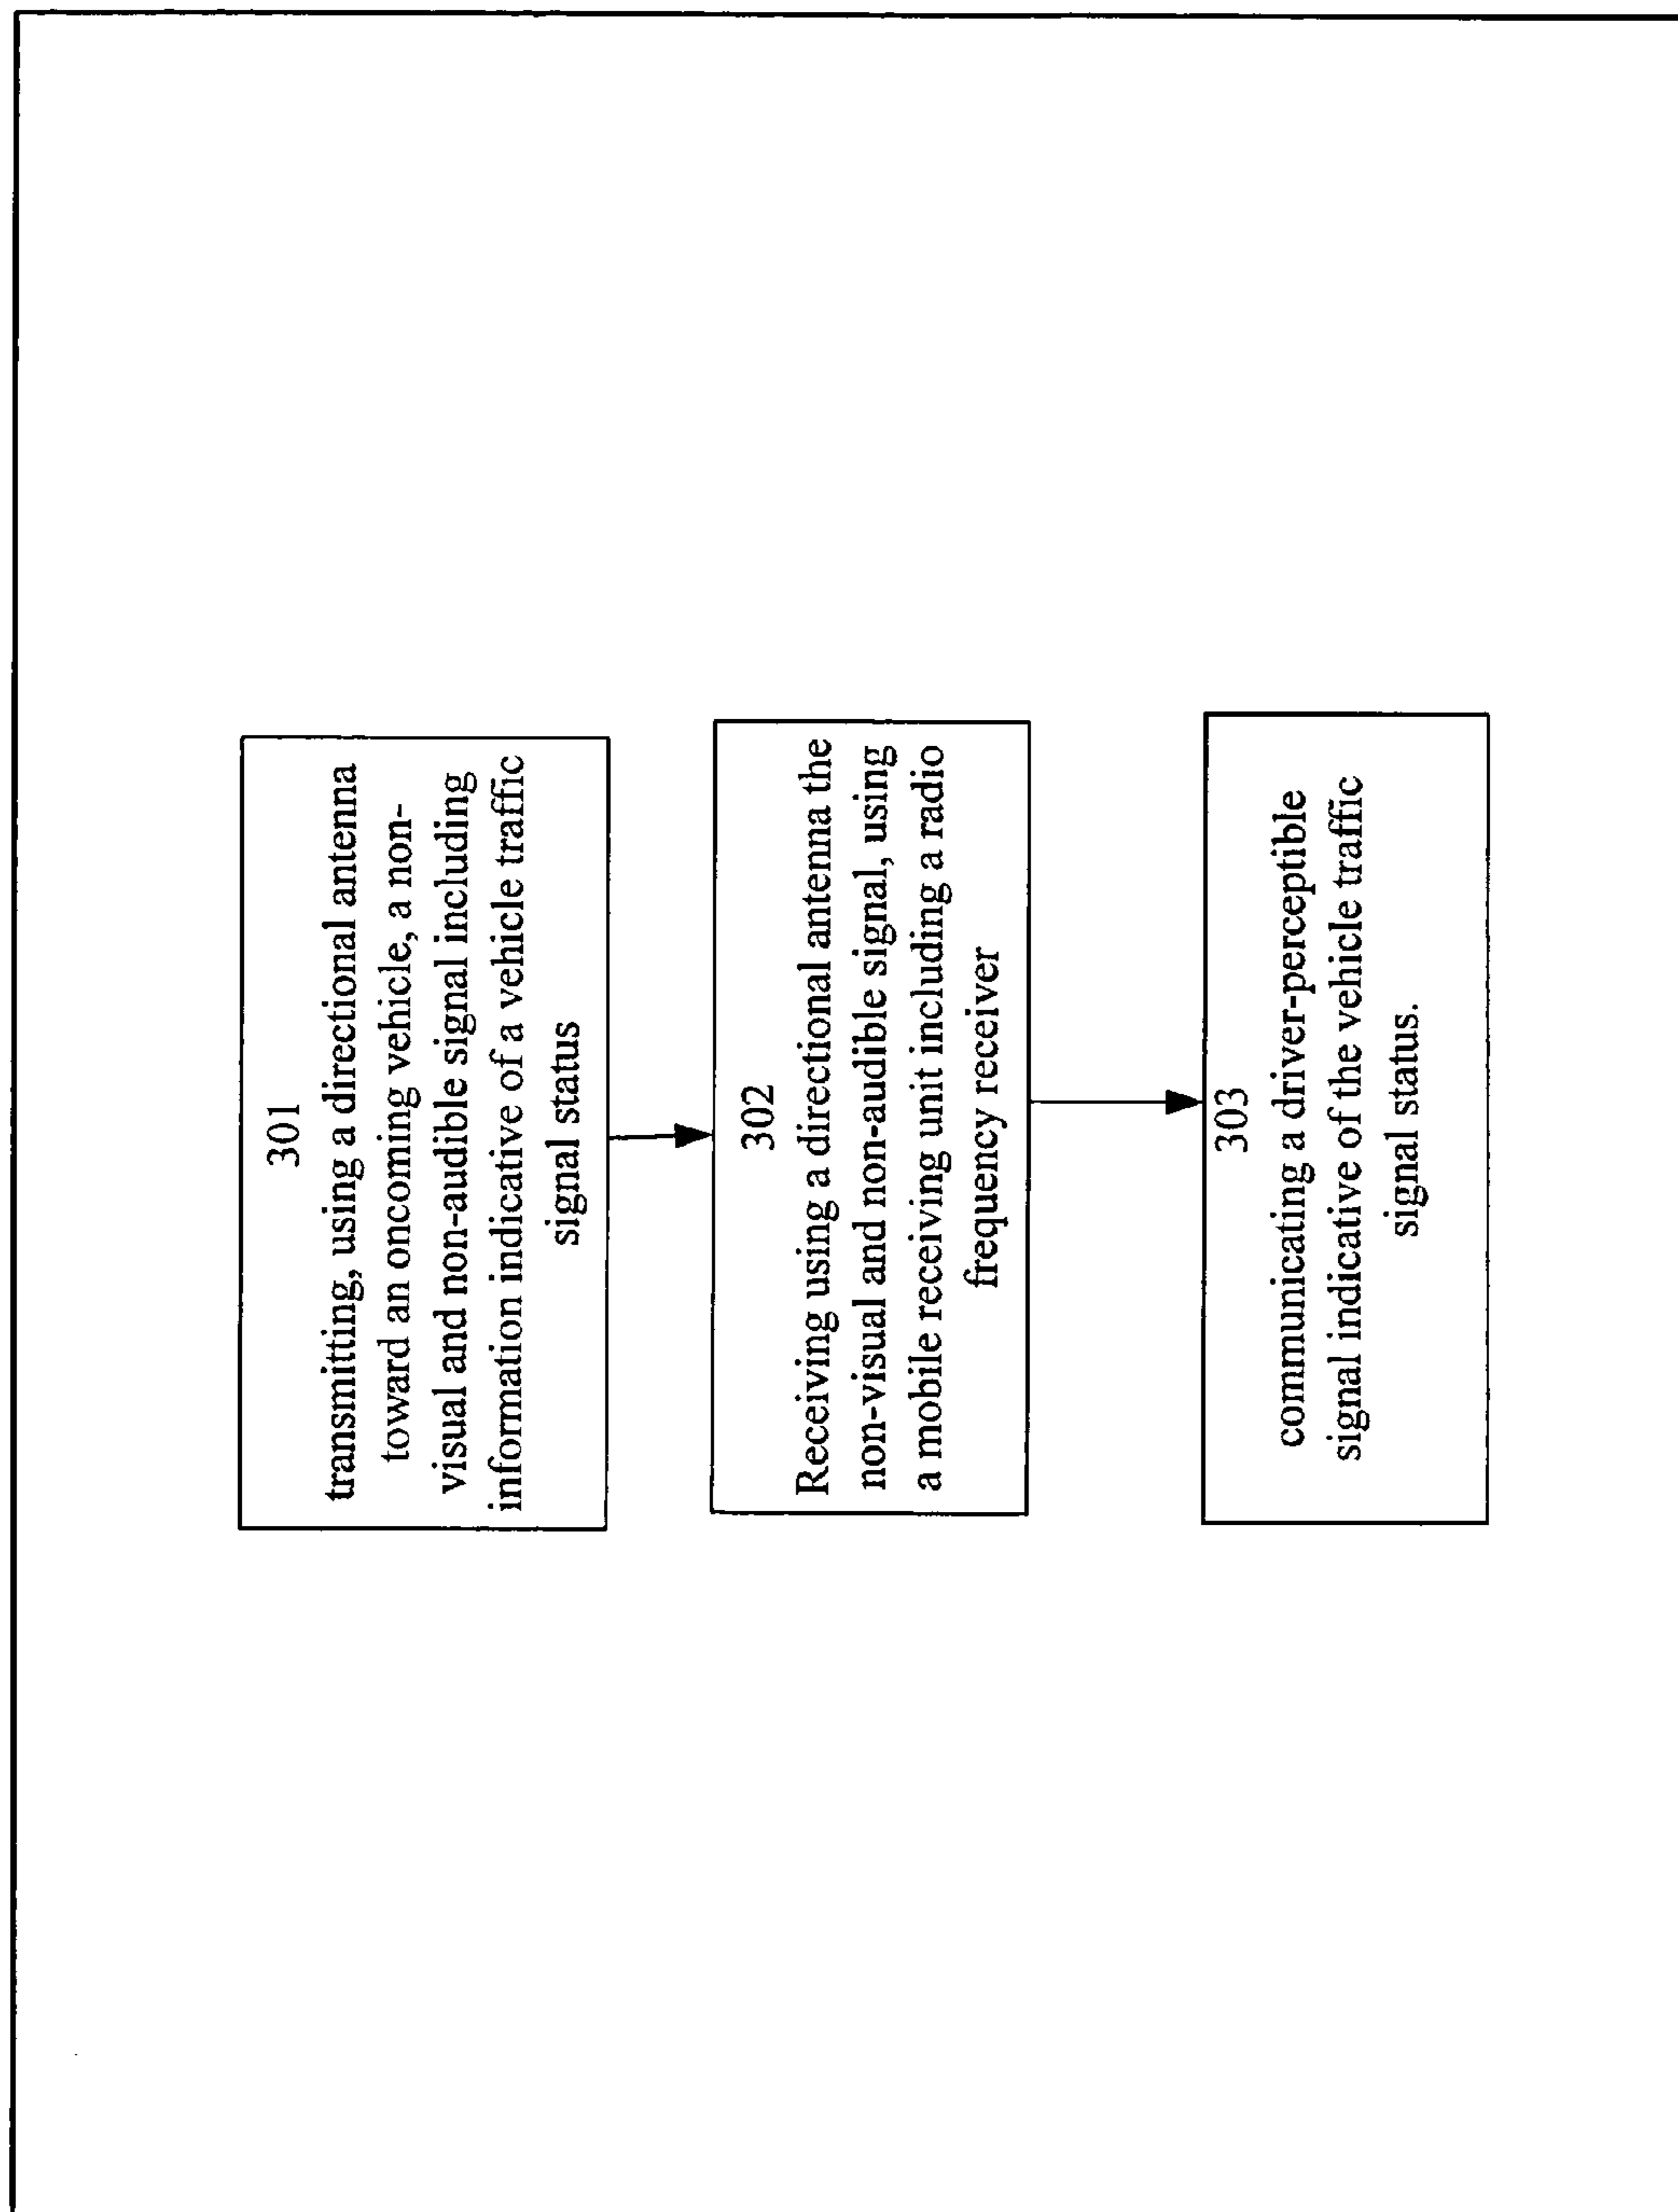 301
transmitting, using a directional antenna
toward an oncoming vehicle, a non-
visual and non-audible signal including
information indicative of a vehicle traffic
signal status
302
Receiving using a directional antenna the
non-visual and non-audible signal, using
a mobile receiving unit including a radio
frequency receiver
303
communicating a driver-perceptible
signal indicative of the vehicle traffic
signal status.